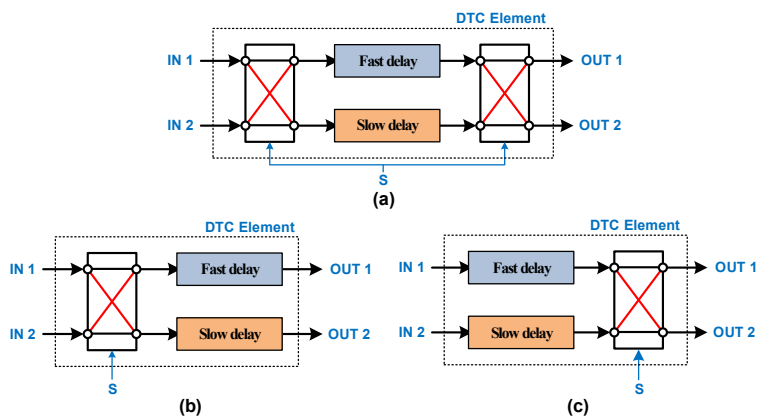 DTC Element
IN 1
Fast delay
OUT 1
IN 2
Slow delay
OUT 2
S
(a)
DTC Element
IN 1
Fast delay
OUT 1
IN 2
Slow delay
OUT 2
S
(b)
DTC Element
IN 1
Fast delay
OUT 1
IN 2
Slow delay
OUT 2
S
(c)